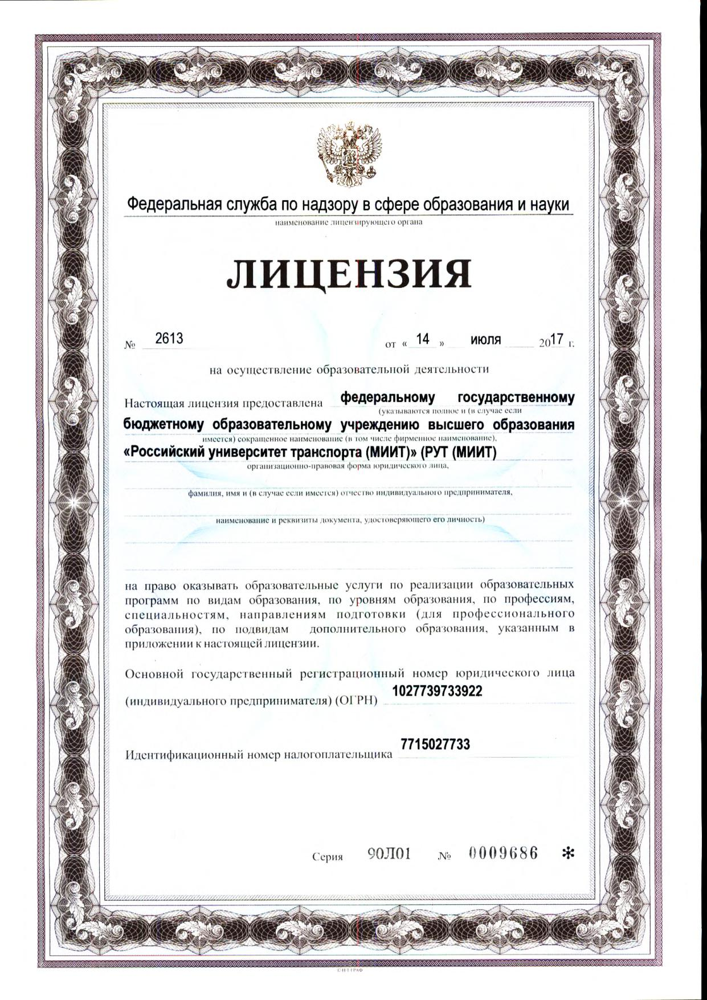 Федеральная служба по надзору в сфере образования и науки
наименование лицензирующего органа
ЛИЦЕНЗИЯ
№ 2613 от « 14 » июля 2017 г.
на осуществление образовательной деятельности
Настоящая лицензия предоставлена федеральному государственному
(указываются полное и (в случае если
бюджетному образовательному учреждению высшего образования
имеется) сокращенное наименование (в том числе фирменное наименование),
«Российский университет транспорта (МИИТ)» (РУТ (МИИТ)
организационно-правовая форма юридического лица,
фамилия, имя и (в случае если имеется) отчество индивидуального предпринимателя,
наименование и реквизиты документа, удостоверяющего его личность)
на право оказывать образовательные услуги по реализации образовательных
программ по видам образования, по уровням образования, по профессиям,
специальностям, направлениям подготовки (для профессионального
образования), по подвидам дополнительного образования, указанным в
приложении к настоящей лицензии.
Основной государственный регистрационный номер юридического лица
(индивидуального предпринимателя) (ОГРН) 1027739733922
Идентификационный номер налогоплательщика 7715027733
Серия 90Л01 № 0009686 *